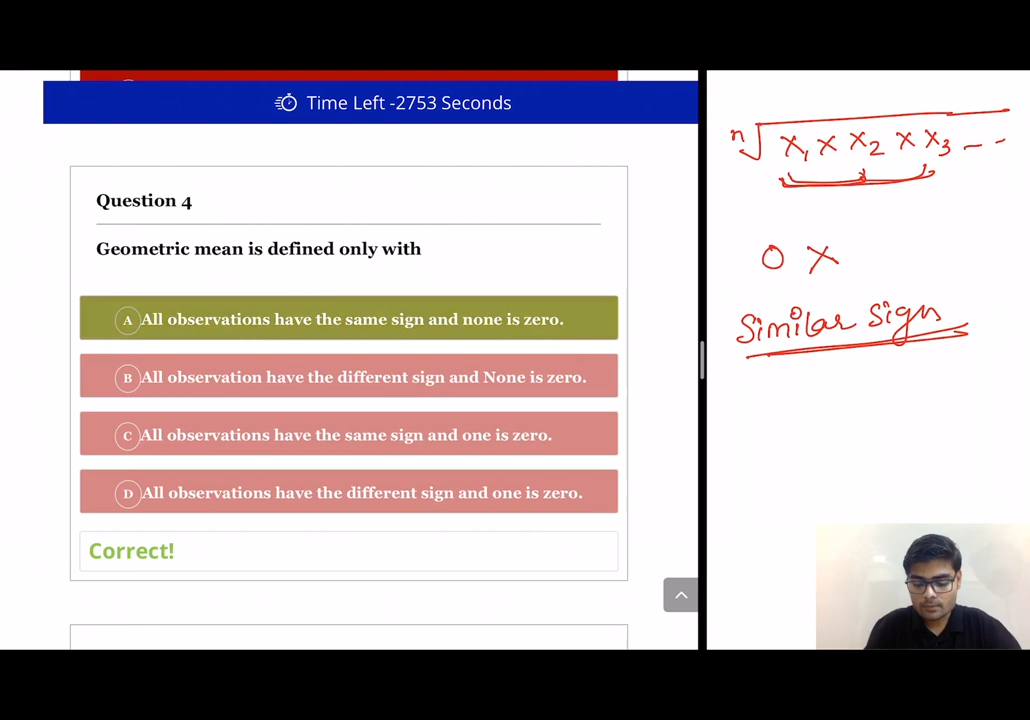 Time Left -2753 Seconds
Question 4
Geometric mean is defined only with
A All observations have the same sign and none is zero.
B All observation have the different sign and None is zero.
C All observations have the same sign and one is zero.
D All observations have the different sign and one is zero.
Correct!
n√x₁ × x₂ × x₃ - -
0 ×
Similar Sign